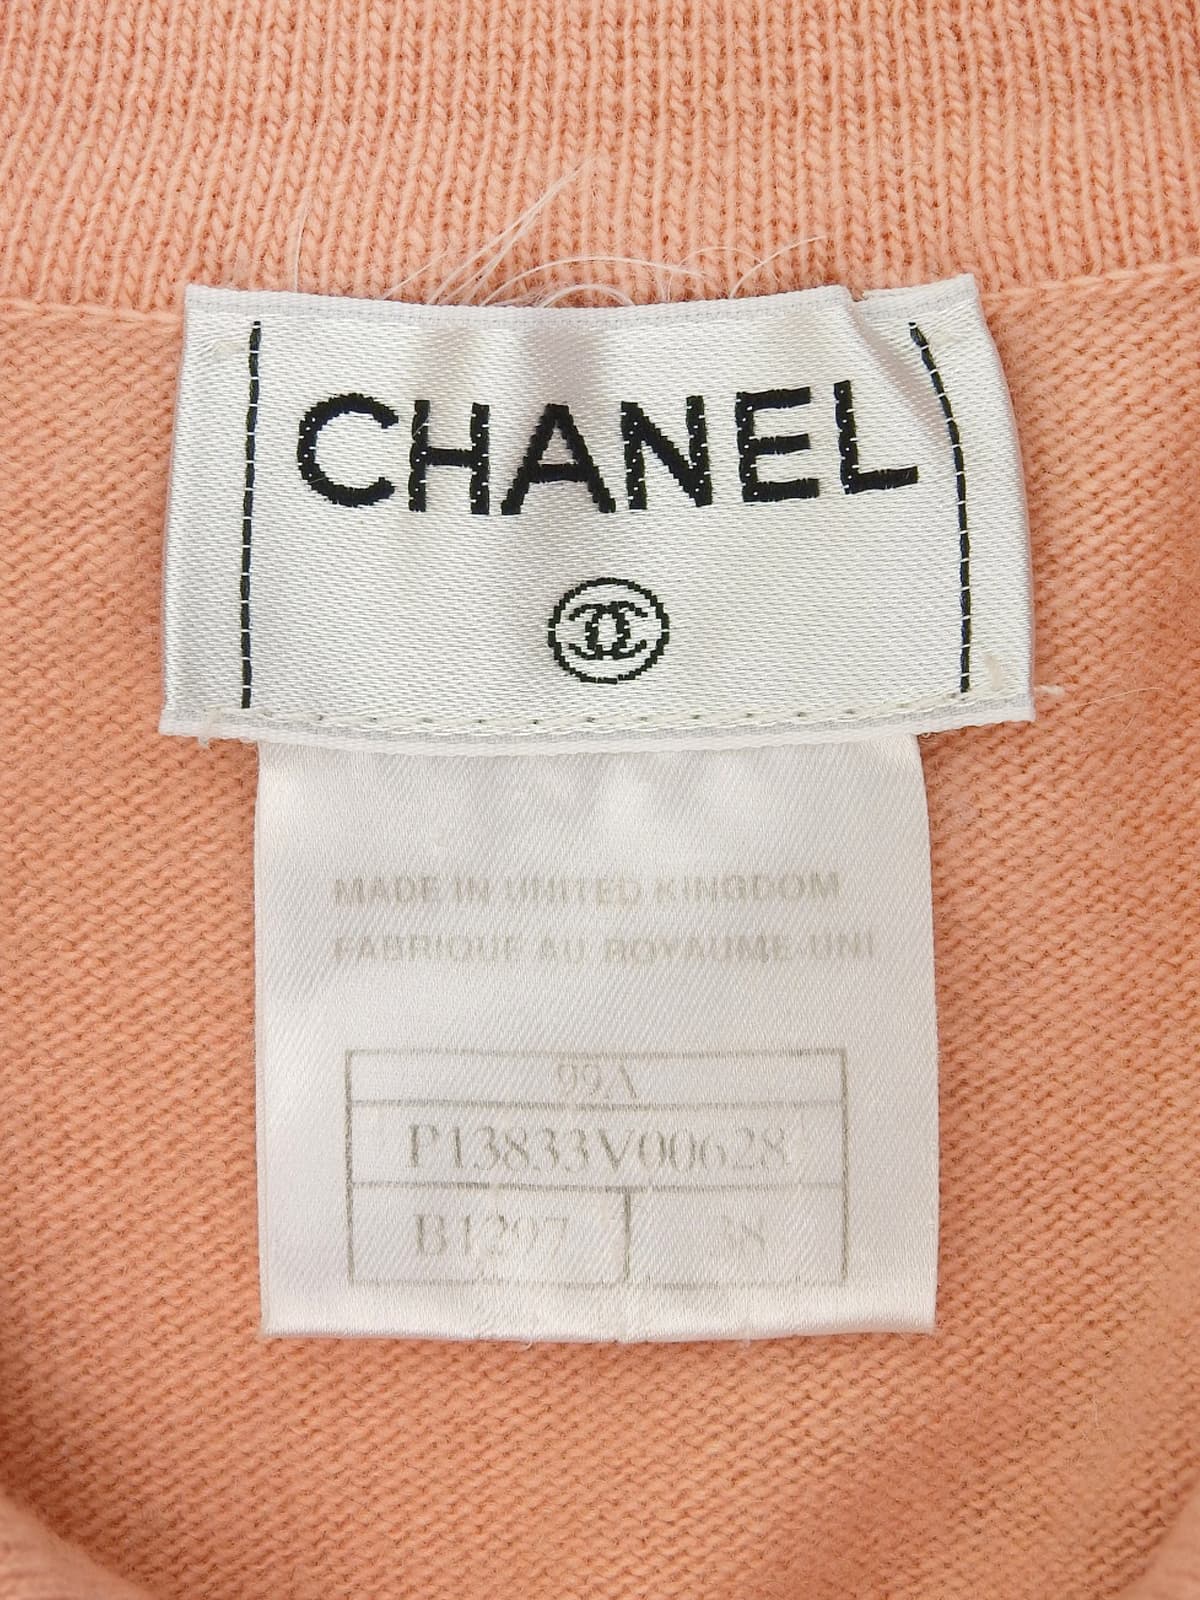 CHANEL
MADE IN UNITED KINGDOM
FABRIQUE AU ROYAUME-UNI
99A
P13833V00628
B1297 38